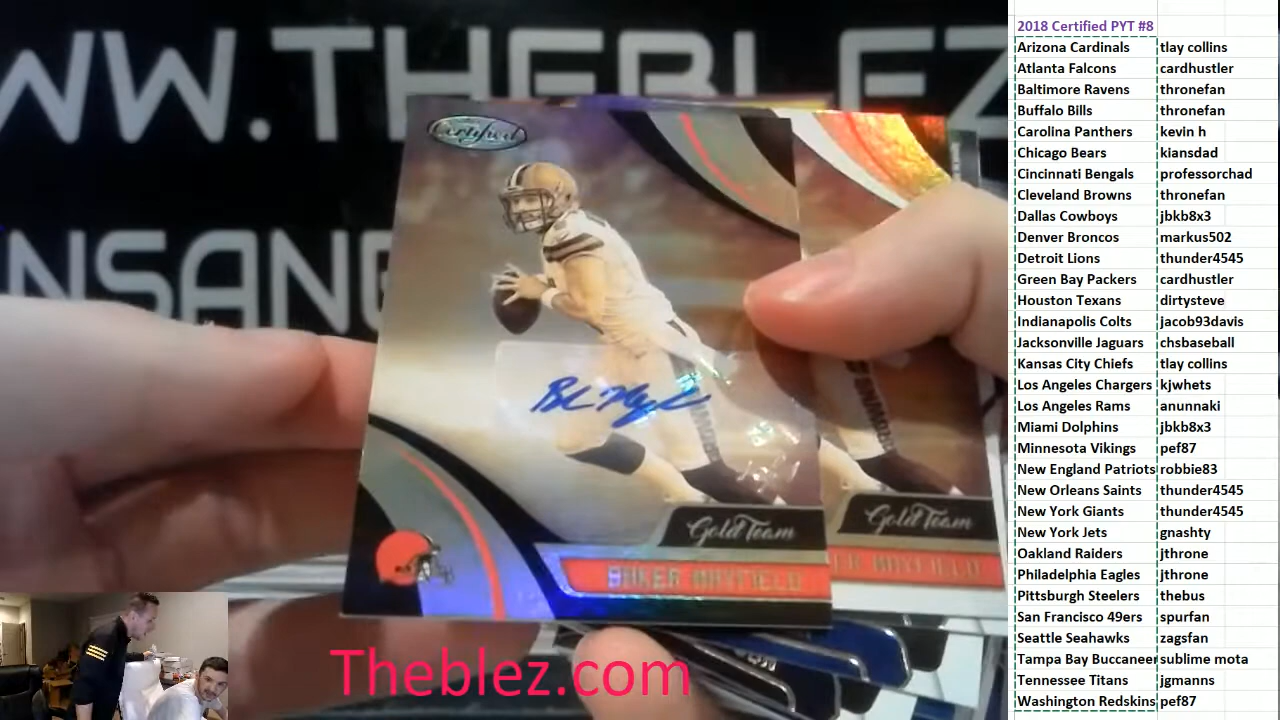 WW.THEBLEZ
NSANE
Certified
Gold Team
BAKER MAYFIELD
Gold Team
ER MAYFIELD
Theblez.com
2018 Certified PYT #8
Arizona Cardinals tlay collins
Atlanta Falcons cardhustler
Baltimore Ravens thronefan
Buffalo Bills thronefan
Carolina Panthers kevin h
Chicago Bears kiansdad
Cincinnati Bengals professorchad
Cleveland Browns thronefan
Dallas Cowboys jbkb8x3
Denver Broncos markus502
Detroit Lions thunder4545
Green Bay Packers cardhustler
Houston Texans dirtysteve
Indianapolis Colts jacob93davis
Jacksonville Jaguars chsbaseball
Kansas City Chiefs tlay collins
Los Angeles Chargers kjwhets
Los Angeles Rams anunnaki
Miami Dolphins jbkb8x3
Minnesota Vikings pef87
New England Patriots robbie83
New Orleans Saints thunder4545
New York Giants thunder4545
New York Jets gnashty
Oakland Raiders jthrone
Philadelphia Eagles jthrone
Pittsburgh Steelers thebus
San Francisco 49ers spurfan
Seattle Seahawks zagsfan
Tampa Bay Buccaneer sublime mota
Tennessee Titans jgmanns
Washington Redskins pef87